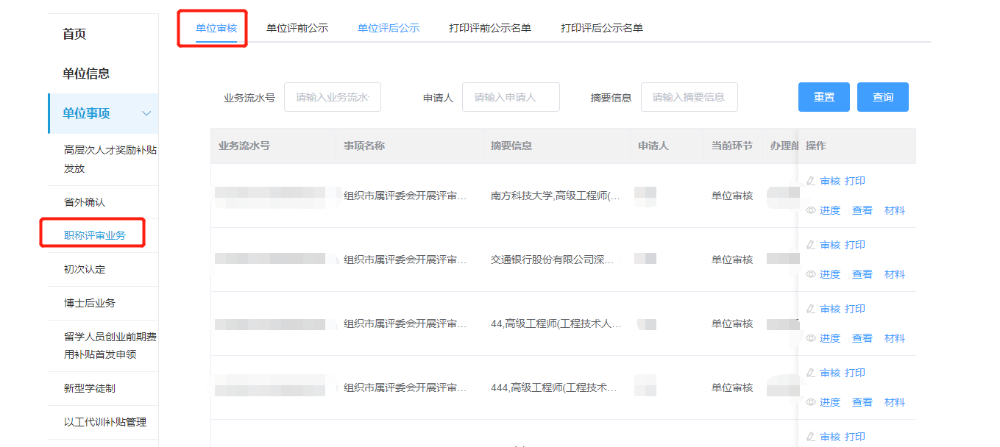 首页
单位信息
单位事项
高层次人才奖励补贴
发放
省外确认
职称评审业务
初次认定
博士后业务
留学人员创业前期费
用补贴首发申领
新型学徒制
以工代训补贴管理
单位审核 单位评前公示 单位评后公示 打印评前公示名单 打印评后公示名单
业务流水号 请输入业务流水 申请人 请输入申请人 摘要信息 请输入摘要信息 重置 查询
业务流水号 事项名称 摘要信息 申请人 当前环节 办理部 操作
审核 打印
组织市属评委会开展评审... 南方科技大学,高级工程师(... 单位审核
进度 查看 材料
审核 打印
组织市属评委会开展评审... 交通银行股份有限公司深... 单位审核
进度 查看 材料
审核 打印
组织市属评委会开展评审... 44,高级工程师(工程技术人... 单位审核
进度 查看 材料
审核 打印
组织市属评委会开展评审... 444,高级工程师(工程技术... 单位审核
进度 查看 材料
审核 打印